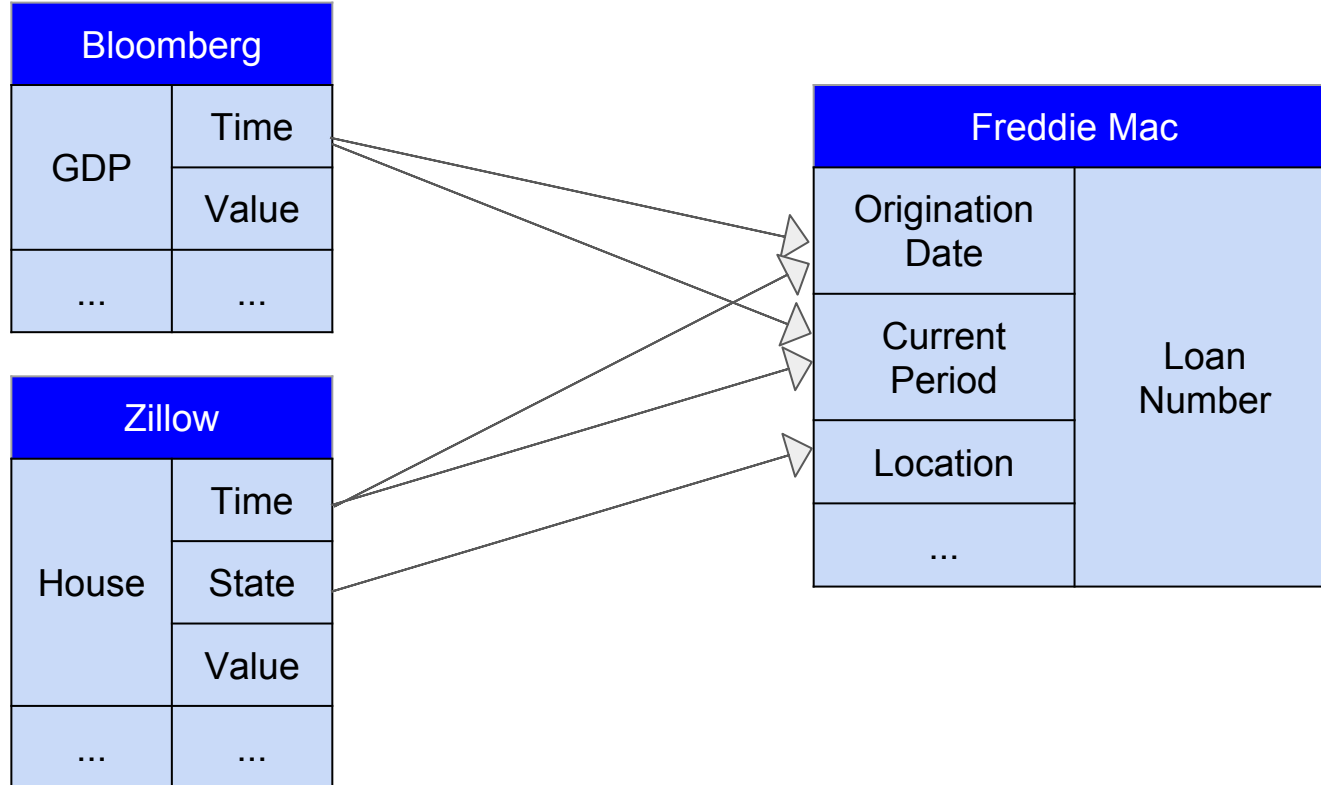 Bloomberg
GDP
Time
Value
...
...
Zillow
House
Time
State
Value
...
...
Freddie Mac
Origination
Date
Current
Period
Location
...
Loan
Number